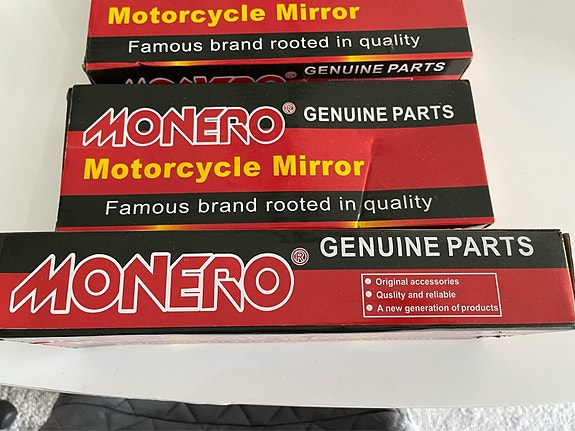 Motorcycle Mirror
Famous brand rooted in quality
GENUINE PARTS
MONERO® GENUINE PARTS
Motorcycle Mirror
Famous brand rooted in quality
MONERO® GENUINE PARTS
Original accessories
Quslity and reliable
A new generation of products